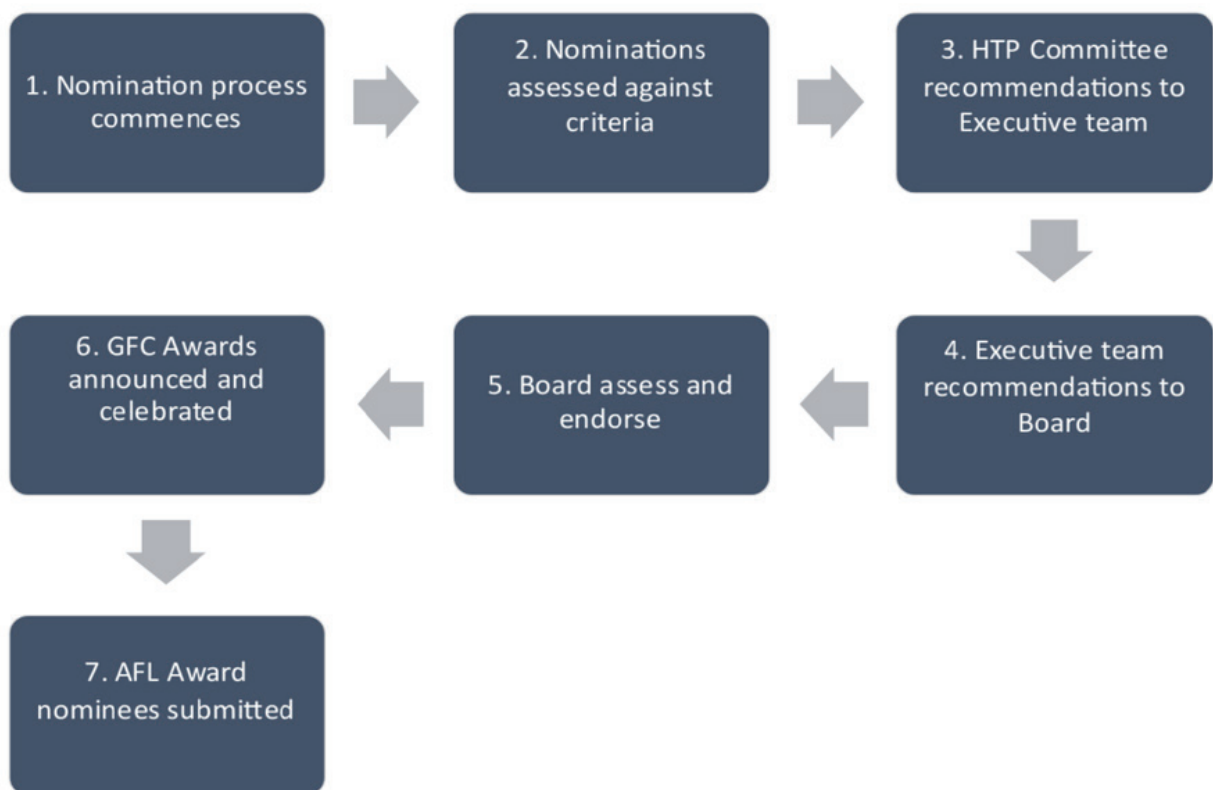 1. Nomination process
commences
2. Nominations
assessed against
criteria
3. HTP Committee
recommendations to
Executive team
4. Executive team
recommendations to
Board
5. Board assess and
endorse
6. GFC Awards
announced and
celebrated
7. AFL Award
nominees submitted